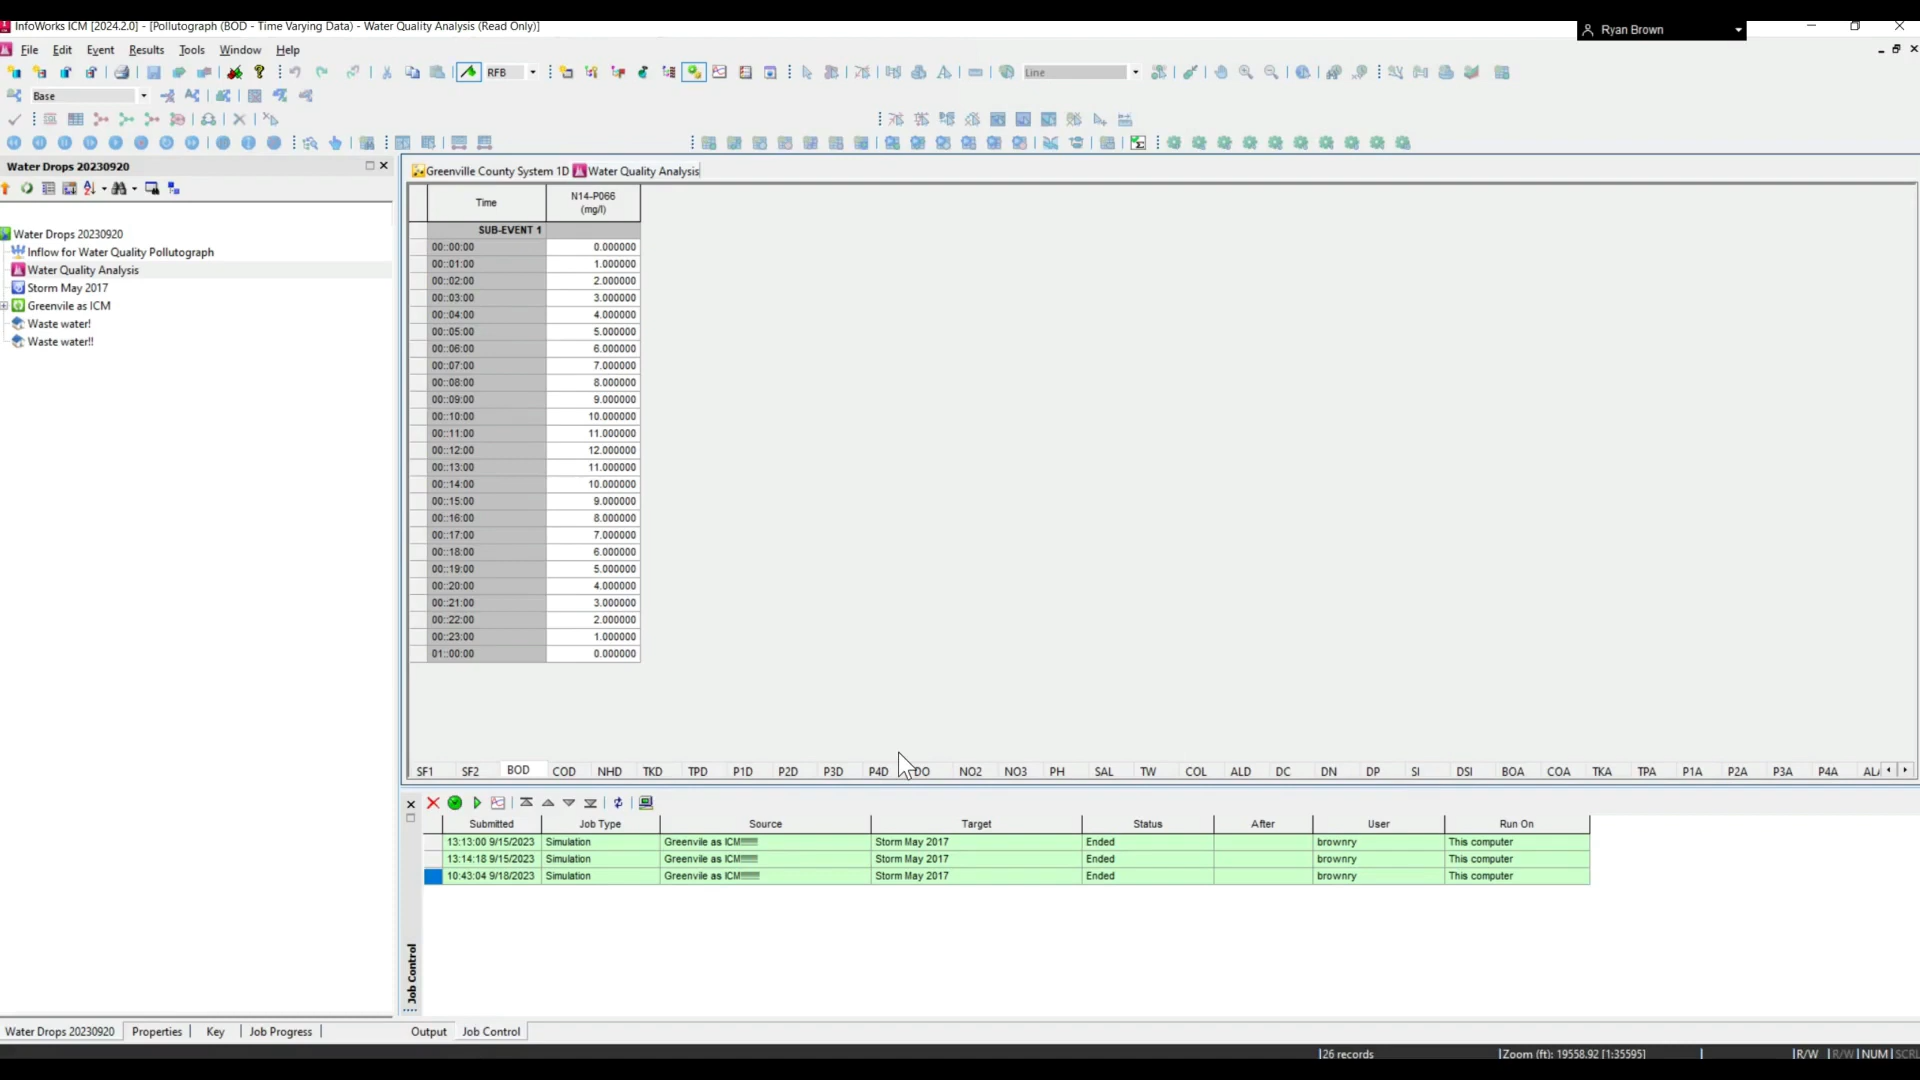 InfoWorks ICM [2024.2.0] - [Pollutograph (BOD - Time Varying Data) - Water Quality Analysis (Read Only)]
Ryan Brown
File Edit Event Results Tools Window Help
RFB
Line
Base
Water Drops 20230920
Greenville County System 1D Water Quality Analysis
Water Drops 20230920
Inflow for Water Quality Pollutograph
Water Quality Analysis
Storm May 2017
Greenvile as ICM
Waste water!
Waste water!!
Time N14-P066 (mg/l)
SUB-EVENT 1
00::00:00 0.000000
00::01:00 1.000000
00::02:00 2.000000
00::03:00 3.000000
00::04:00 4.000000
00::05:00 5.000000
00::06:00 6.000000
00::07:00 7.000000
00::08:00 8.000000
00::09:00 9.000000
00::10:00 10.000000
00::11:00 11.000000
00::12:00 12.000000
00::13:00 11.000000
00::14:00 10.000000
00::15:00 9.000000
00::16:00 8.000000
00::17:00 7.000000
00::18:00 6.000000
00::19:00 5.000000
00::20:00 4.000000
00::21:00 3.000000
00::22:00 2.000000
00::23:00 1.000000
01::00:00 0.000000
SF1 SF2 BOD COD NHD TKD TPD P1D P2D P3D P4D DO NO2 NO3 PH SAL TW COL ALD DC DN DP SI DSI BOA COA TKA TPA P1A P2A P3A P4A
Submitted Job Type Source Target Status After User Run On
13:13:00 9/15/2023 Simulation Greenvile as ICM Storm May 2017 Ended brownry This computer
13:14:18 9/15/2023 Simulation Greenvile as ICM Storm May 2017 Ended brownry This computer
10:43:04 9/18/2023 Simulation Greenvile as ICM Storm May 2017 Ended brownry This computer
Job Control
Water Drops 20230920 Properties Key Job Progress Output Job Control
26 records Zoom (ft): 19558.92 [1:35595] R/W R/W NUM SCRL